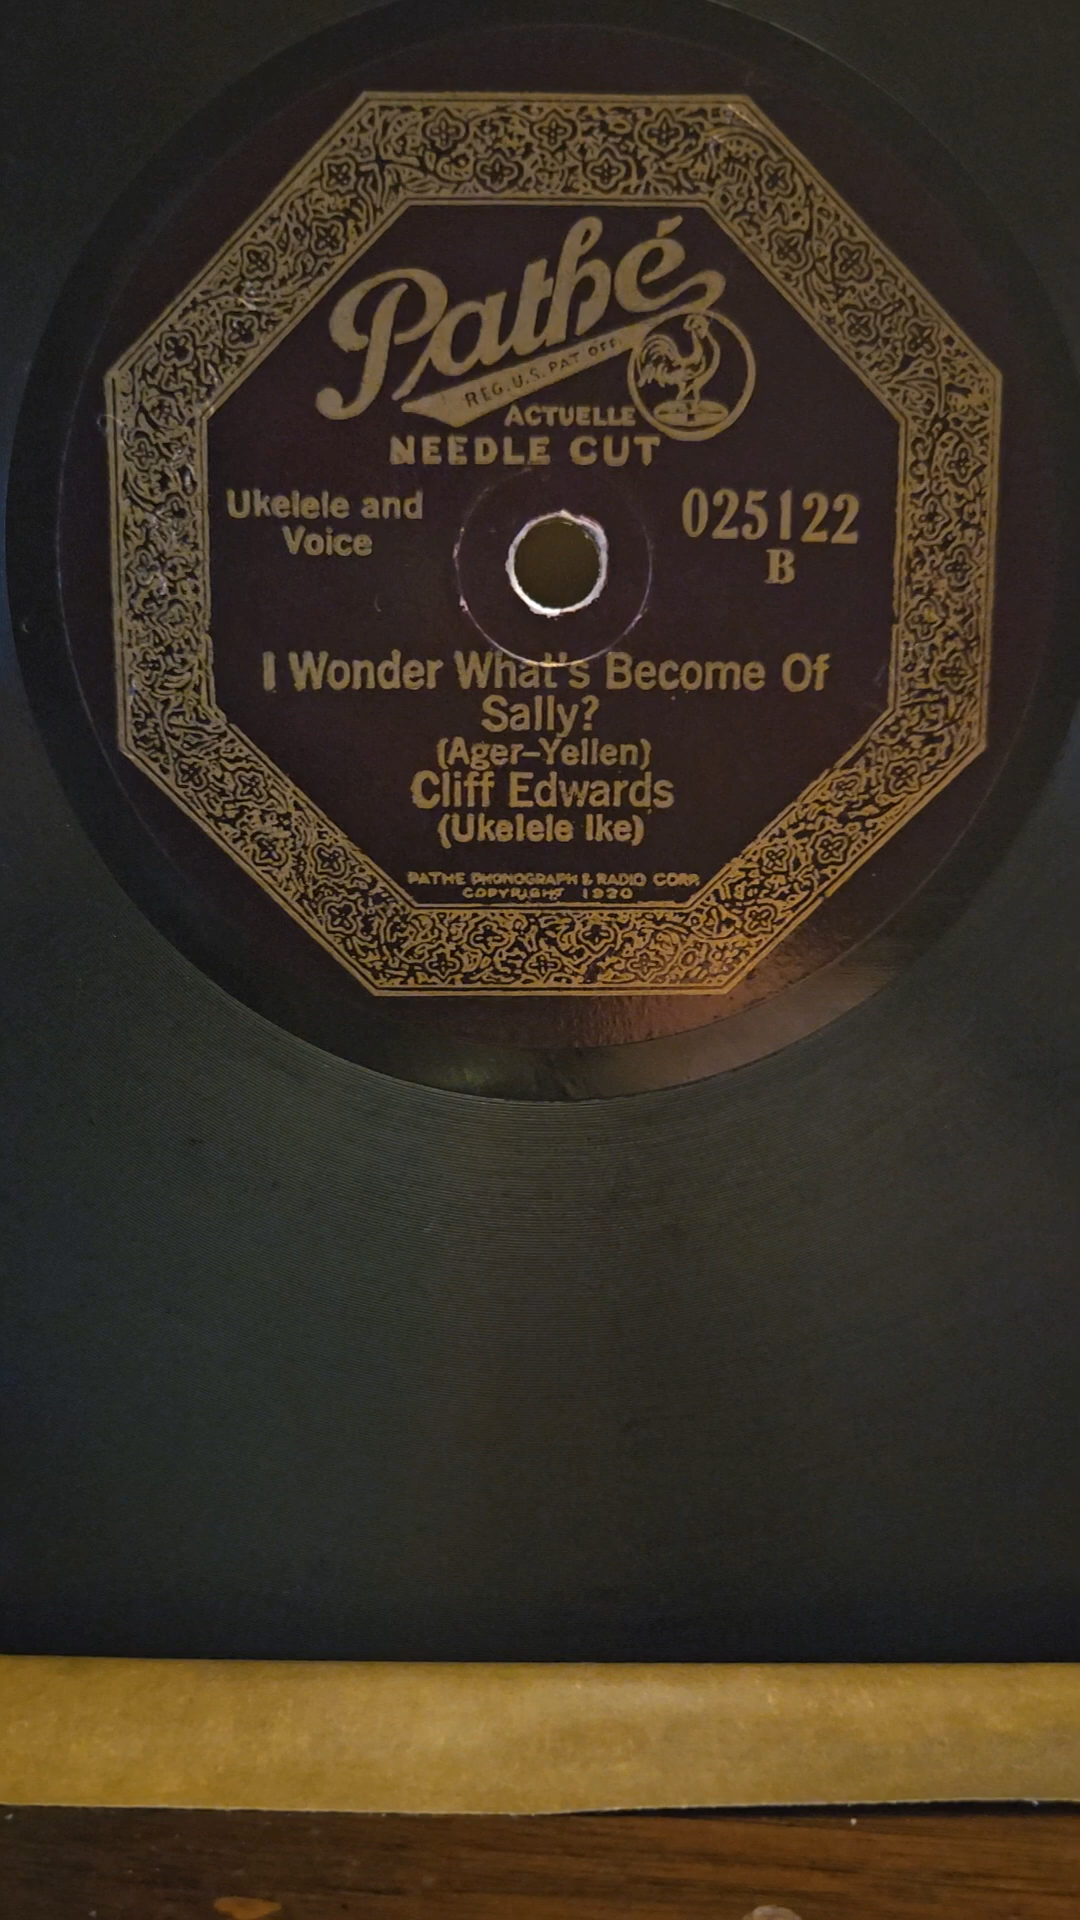 Pathé
REG. U.S. PAT. OFF.
ACTUELLE
NEEDLE CUT
Ukelele and
Voice
025122
B
I Wonder What's Become Of
Sally?
(Ager–Yellen)
Cliff Edwards
(Ukelele Ike)
PATHE PHONOGRAPH & RADIO CORP.
COPYRIGHT 1920